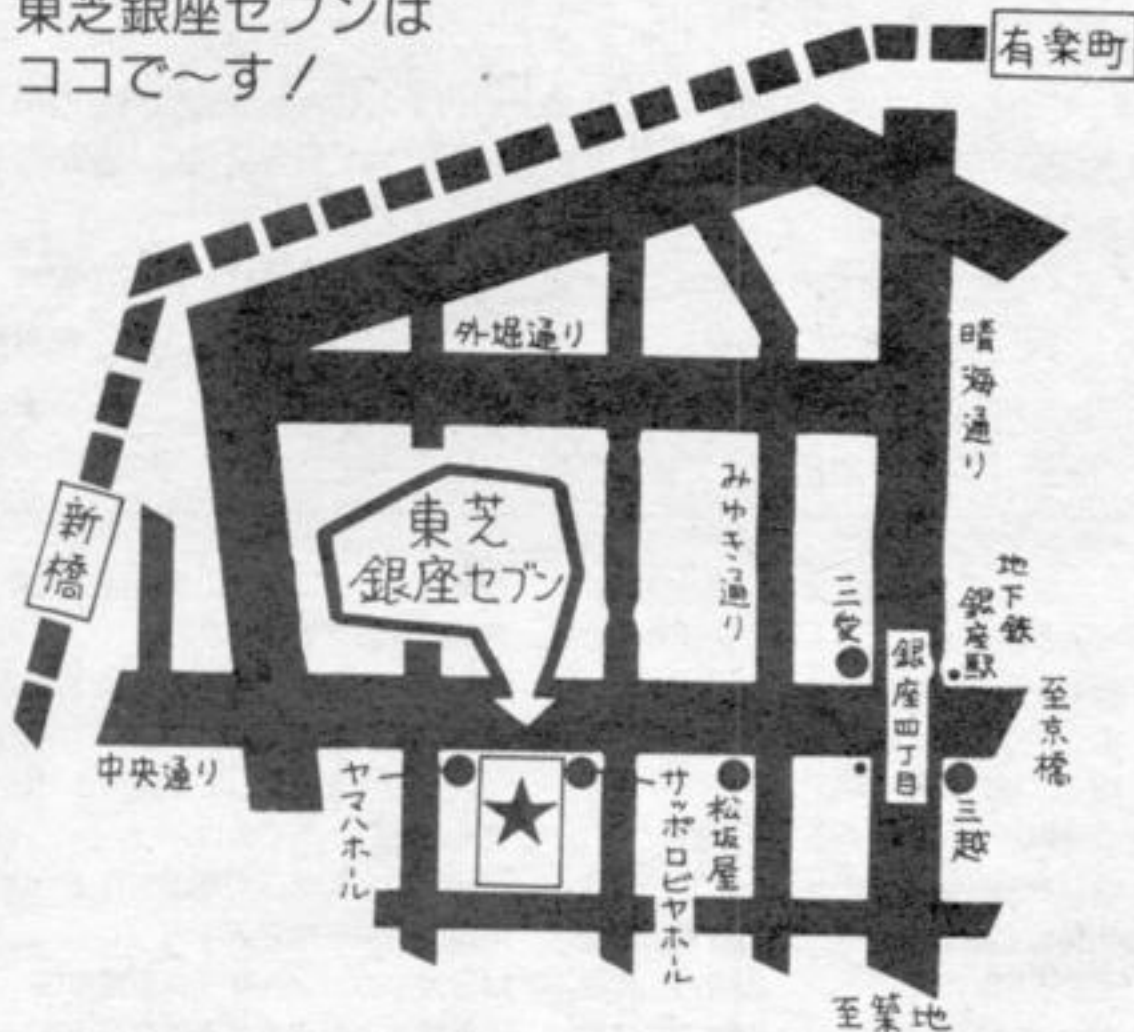 東芝銀座セブンは
ココで〜す！
有楽町
外堀通り
晴海通り
新橋
東芝
銀座セブン
みゆき通り
三愛
地下鉄
銀座駅
銀座四丁目
至京橋
中央通り
ヤマハホール
サッポロビヤホール
松坂屋
三越
至築地